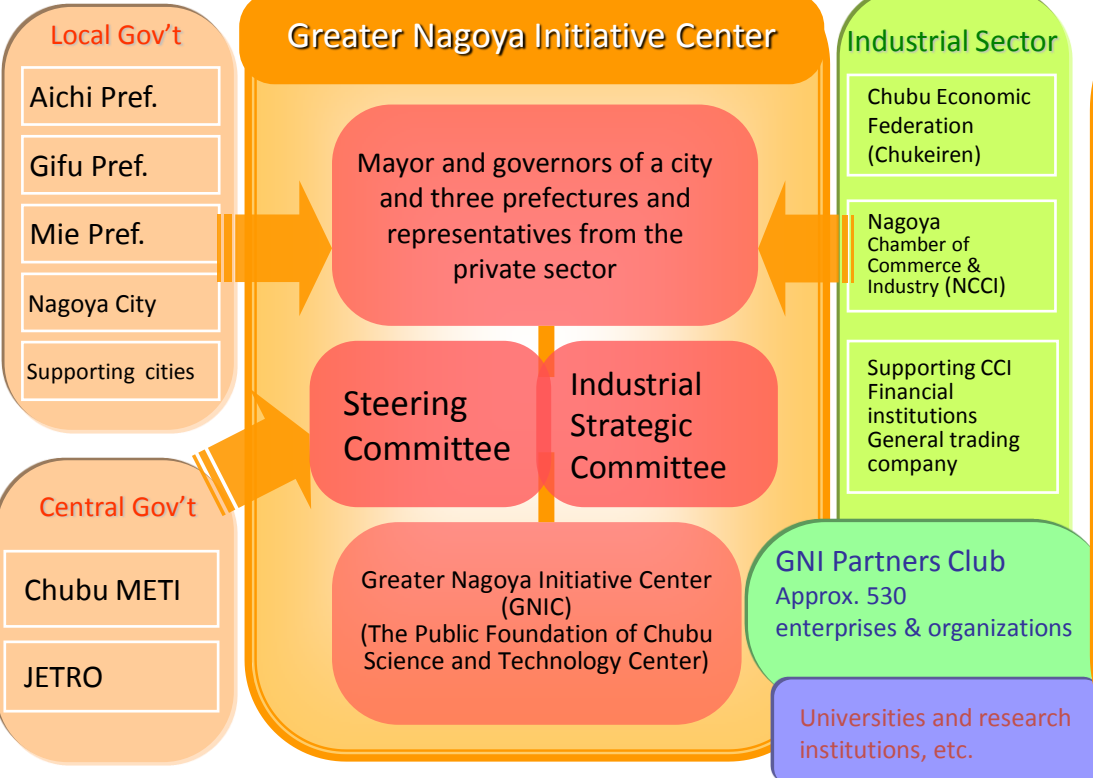 Local Gov't
Aichi Pref.
Gifu Pref.
Mie Pref.
Nagoya City
Supporting cities
Central Gov't
Chubu METI
JETRO
Greater Nagoya Initiative Center
Mayor and governors of a city
and three prefectures and
representatives from the
private sector
Steering
Committee
Industrial
Strategic
Committee
Greater Nagoya Initiative Center
(GNIC)
(The Public Foundation of Chubu
Science and Technology Center)
Industrial Sector
Chubu Economic
Federation
(Chukeiren)
Nagoya
Chamber of
Commerce &
Industry (NCCI)
Supporting CCI
Financial
institutions
General trading
company
GNI Partners Club
Approx. 530
enterprises & organizations
Universities and research
institutions, etc.